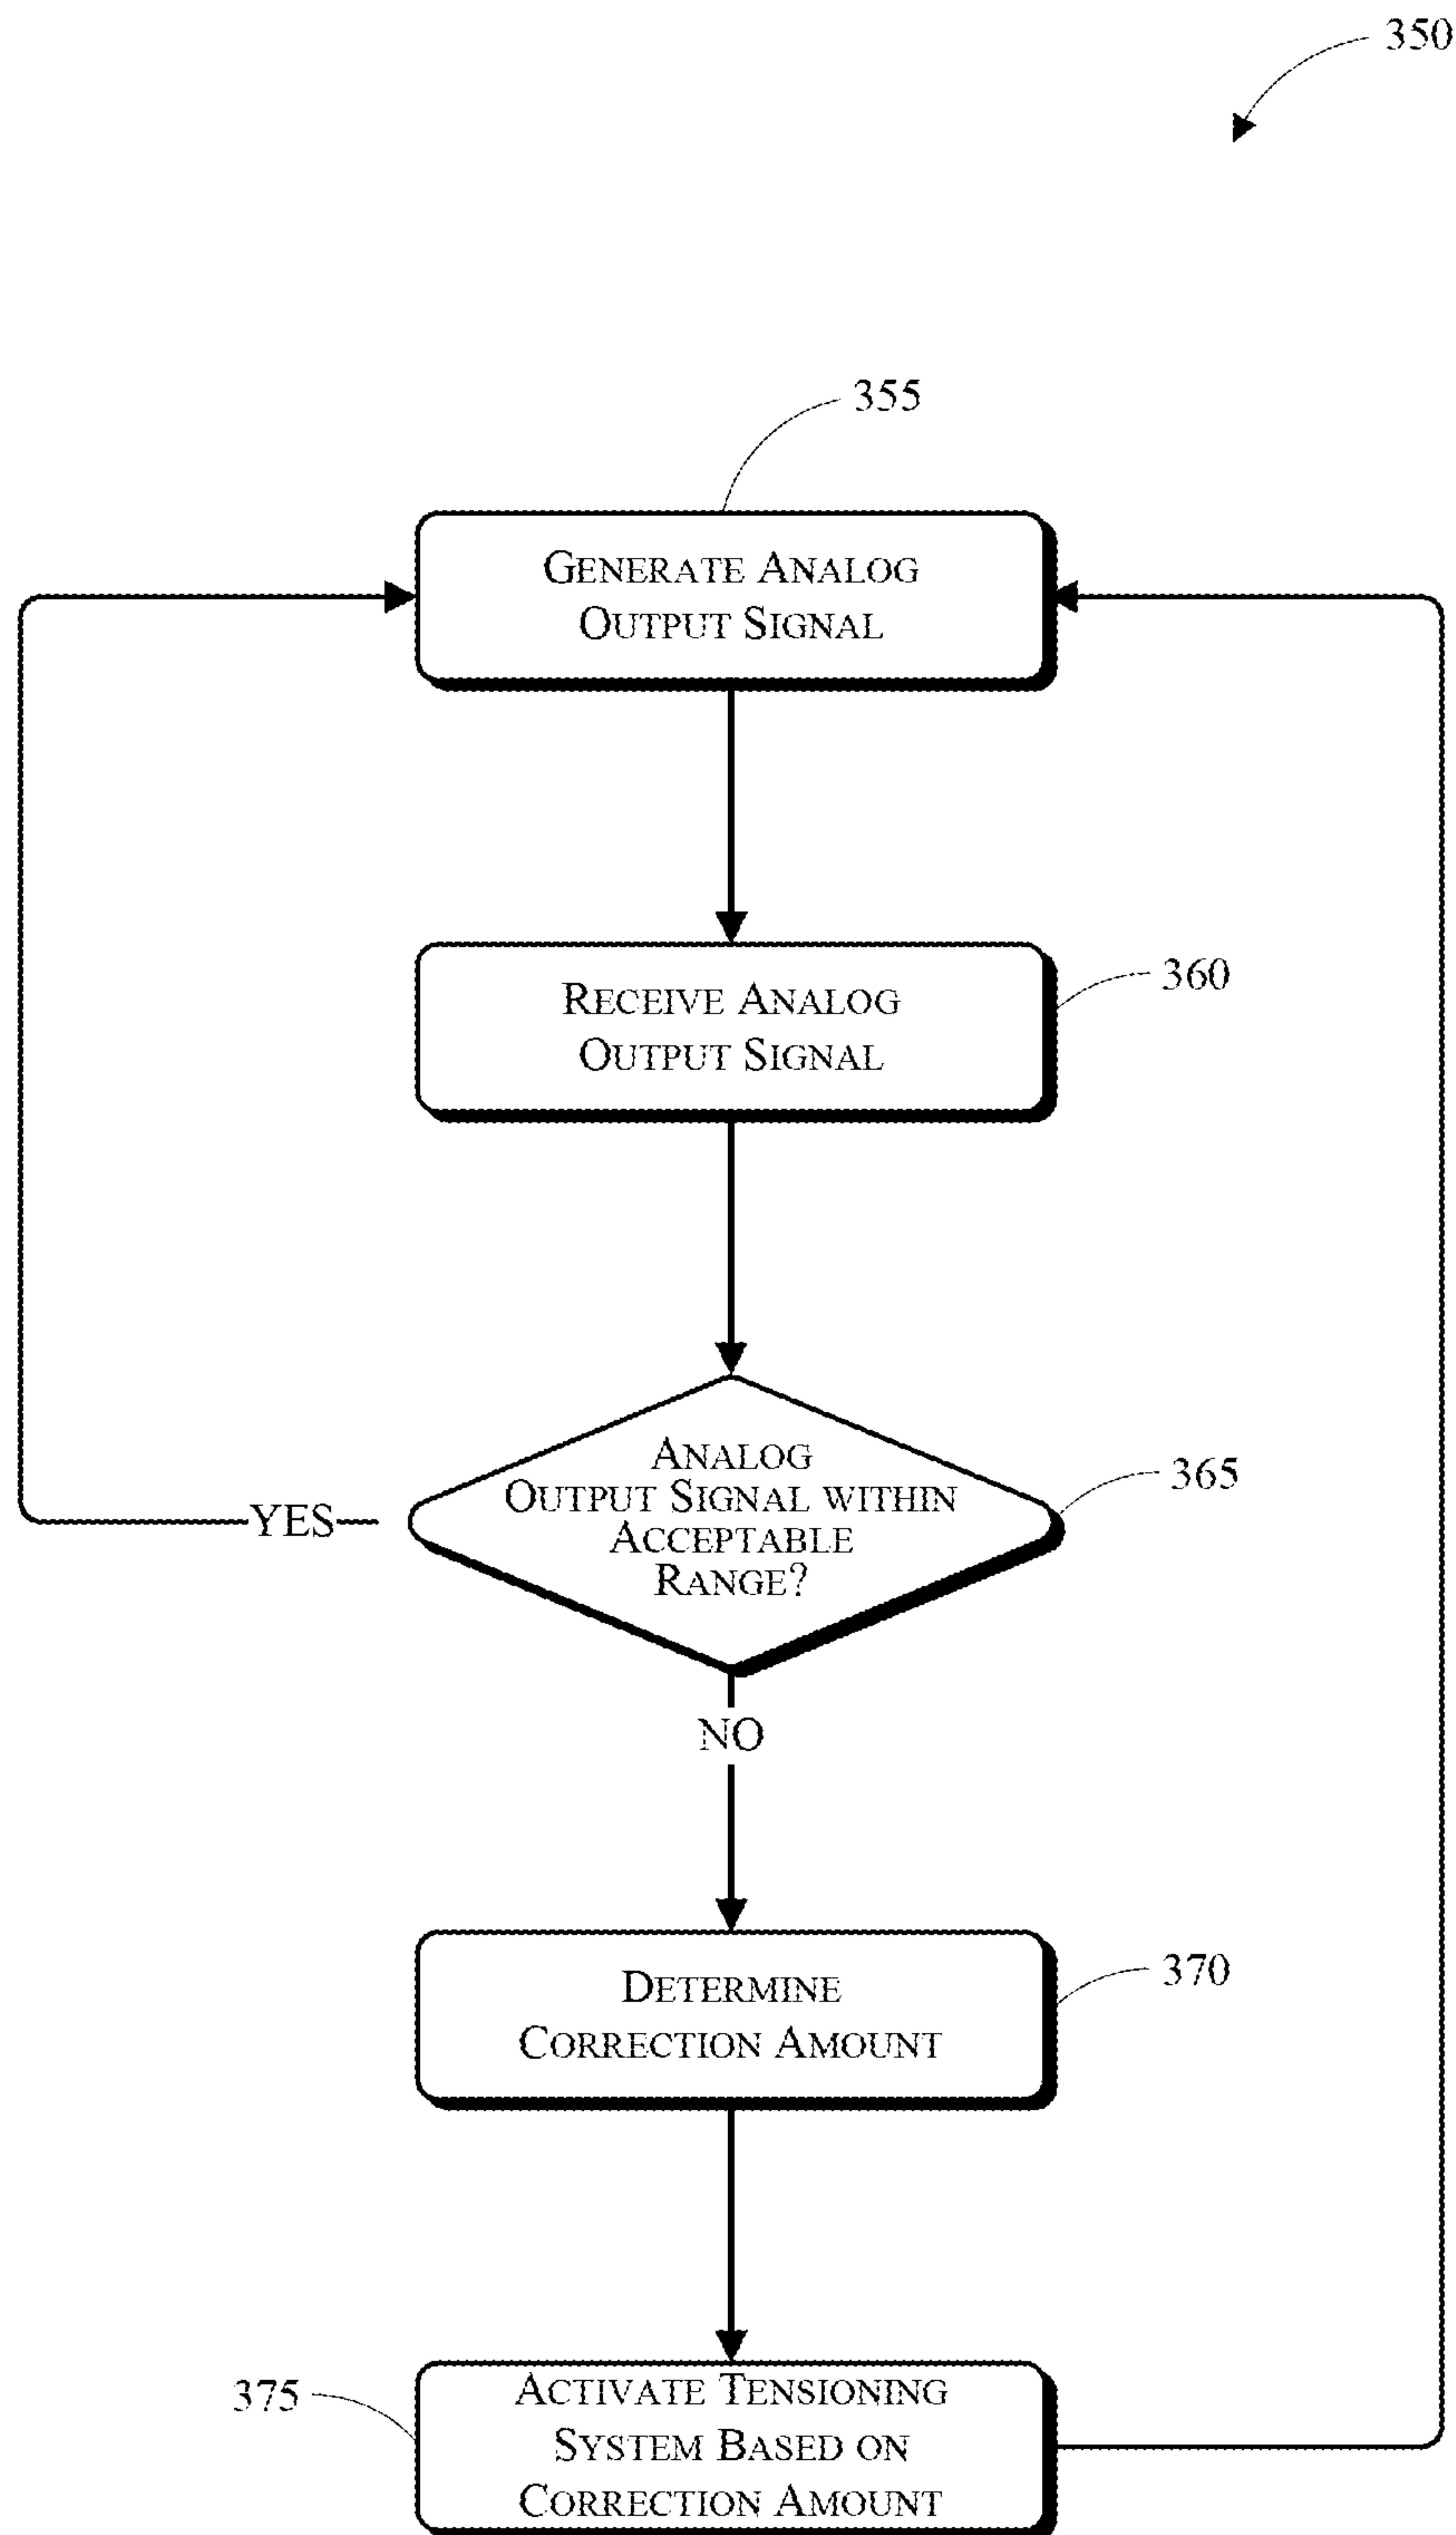 350
355
GENERATE ANALOG
OUTPUT SIGNAL
360
RECEIVE ANALOG
OUTPUT SIGNAL
365
ANALOG
OUTPUT SIGNAL WITHIN
ACCEPTABLE
RANGE?
YES
NO
370
DETERMINE
CORRECTION AMOUNT
375
ACTIVATE TENSIONING
SYSTEM BASED ON
CORRECTION AMOUNT